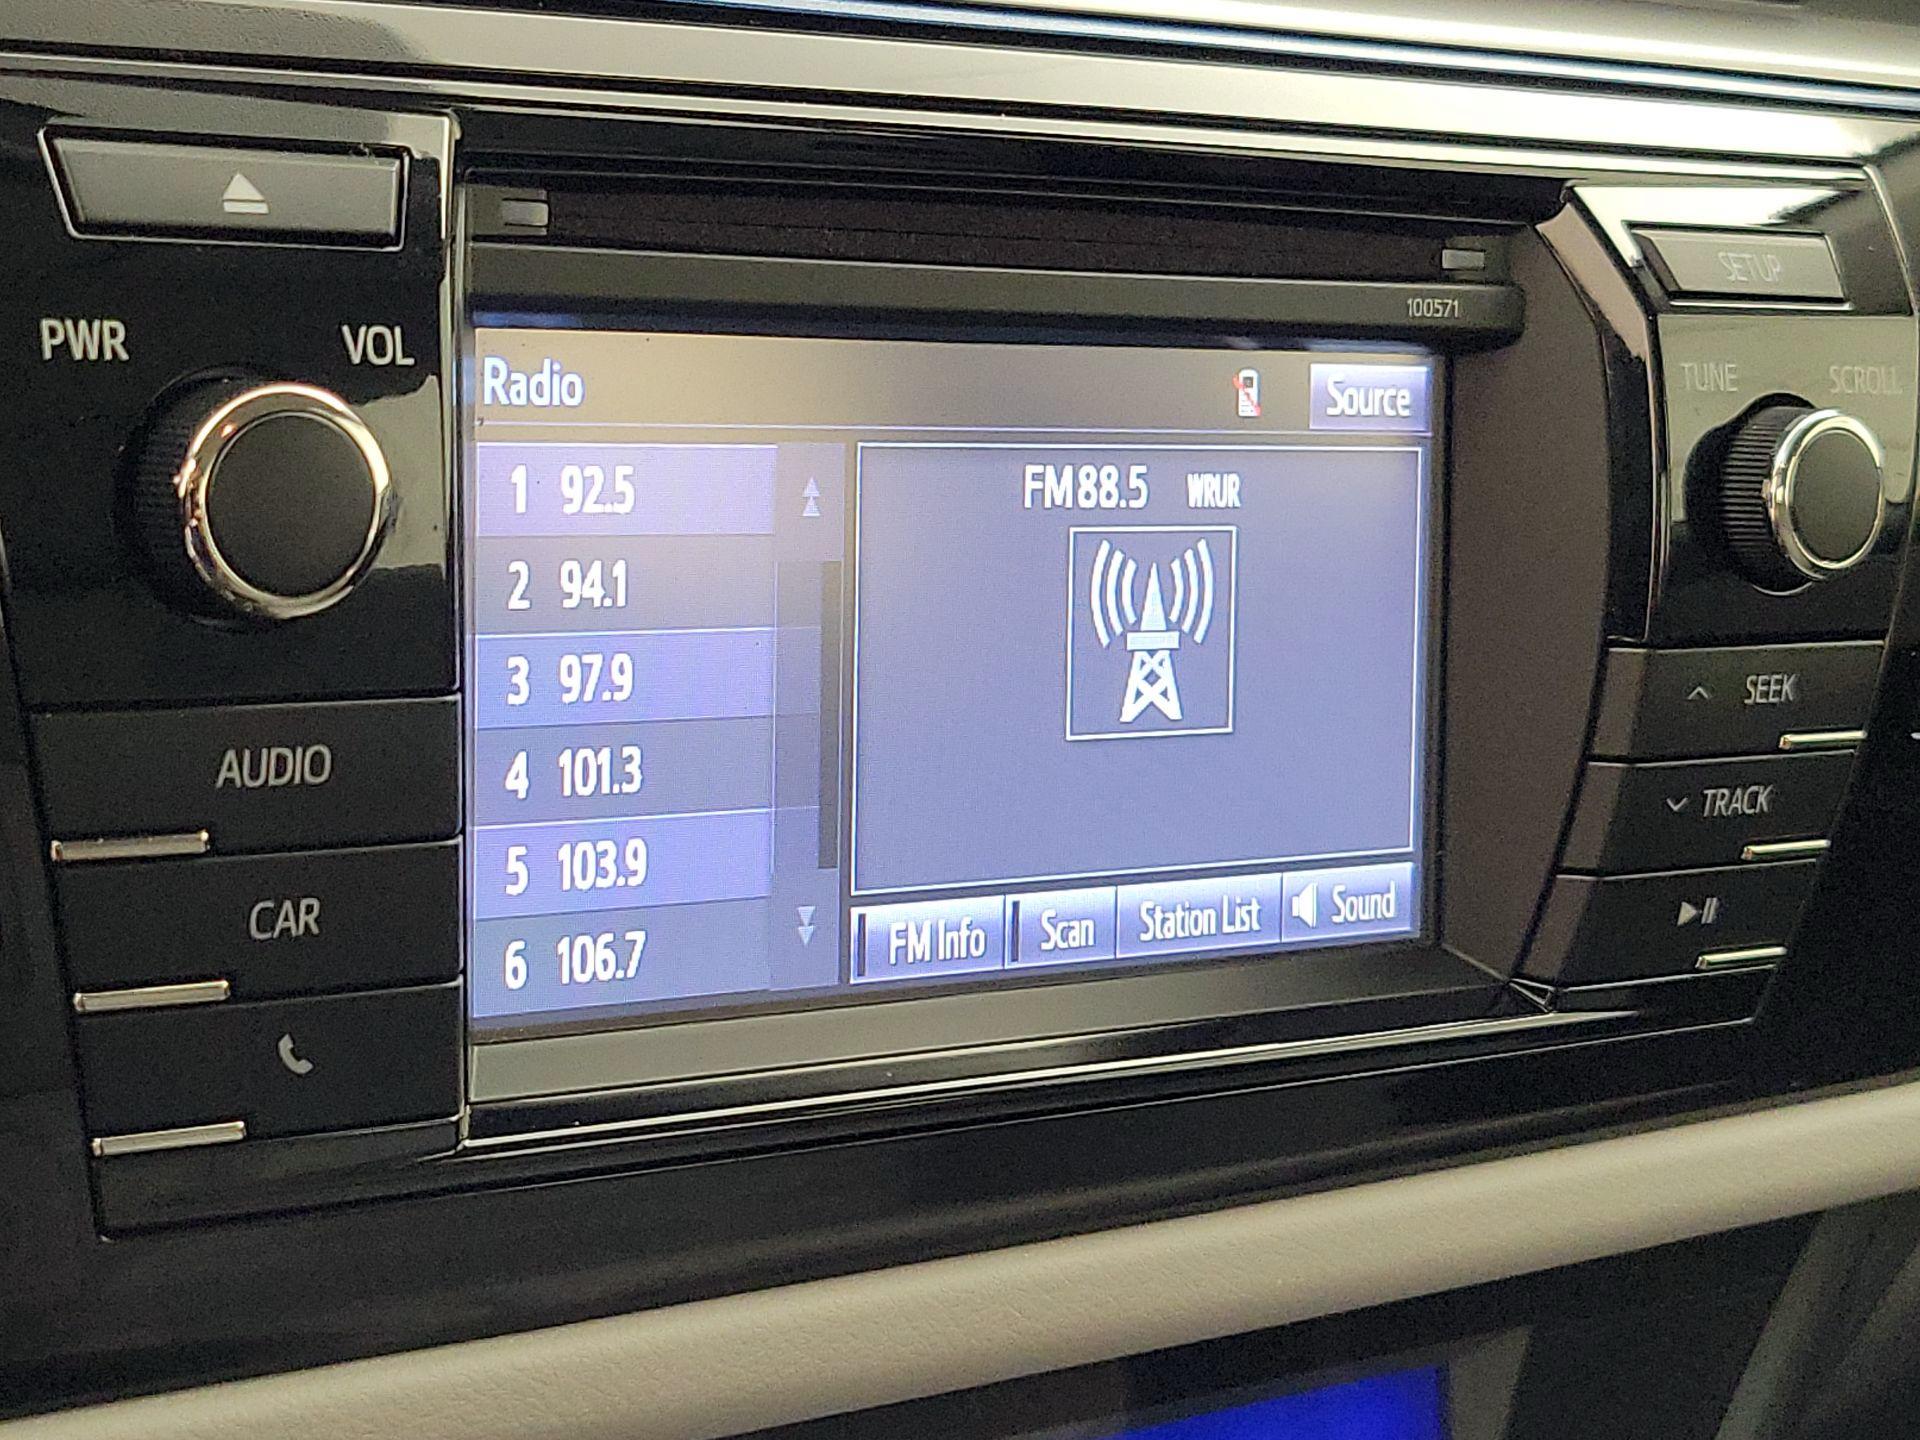 SETUP
100571
PWR VOL
TUNE SCROLL
Radio
Source
1 92.5
2 94.1
3 97.9
4 101.3
5 103.9
6 106.7
FM88.5 WRUR
FM Info
Scan
Station List
Sound
AUDIO
CAR
SEEK
TRACK